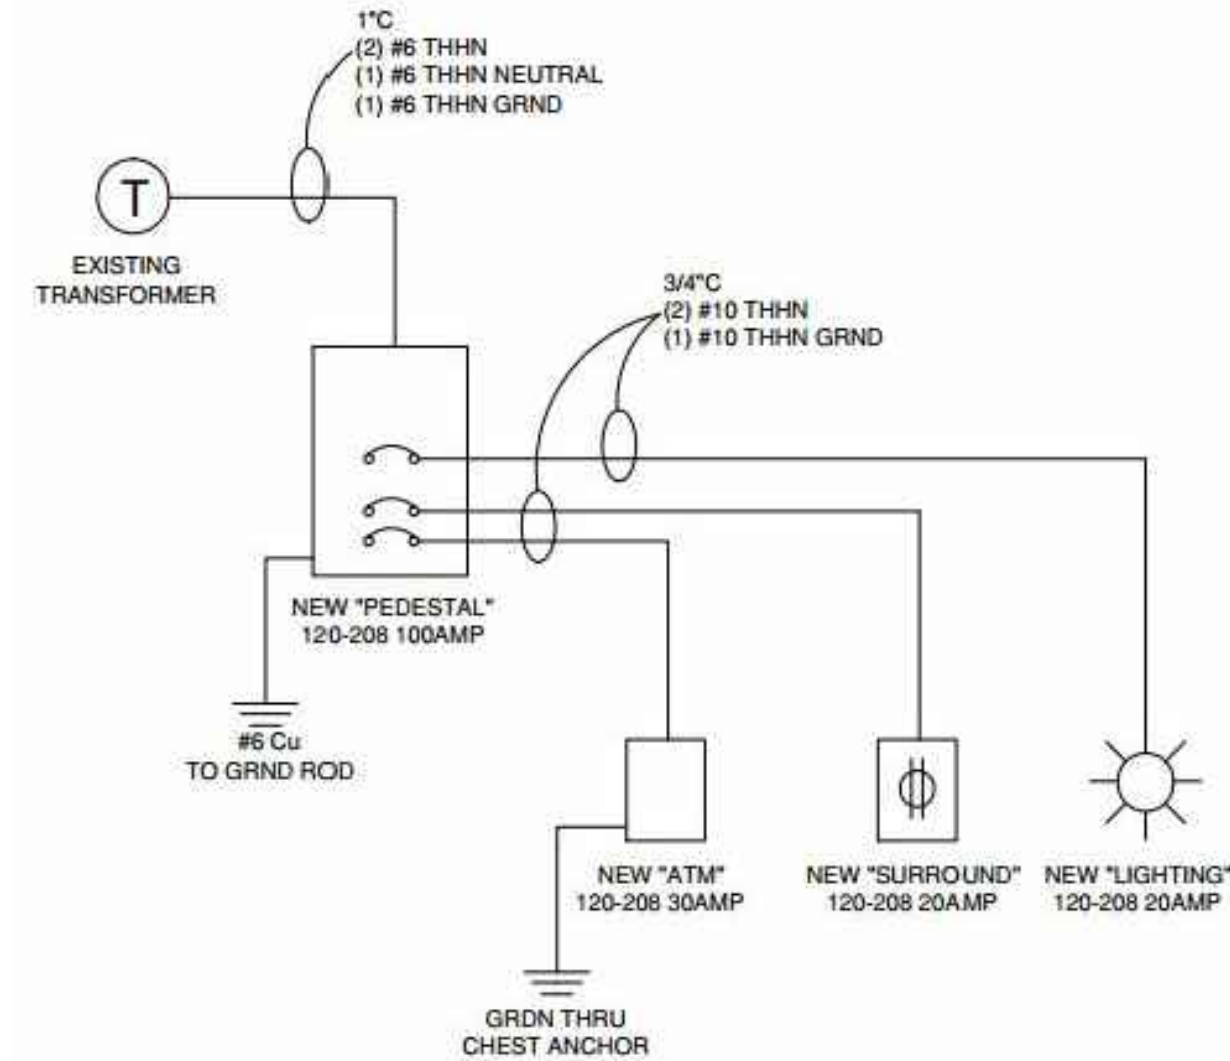 1"C
(2) #6 THHN
(1) #6 THHN NEUTRAL
(1) #6 THHN GRND
T
EXISTING
TRANSFORMER
3/4"C
(2) #10 THHN
(1) #10 THHN GRND
NEW "PEDESTAL"
120-208 100AMP
#6 Cu
TO GRND ROD
NEW "ATM"
120-208 30AMP
NEW "SURROUND"
120-208 20AMP
NEW "LIGHTING"
120-208 20AMP
GRDN THRU
CHEST ANCHOR